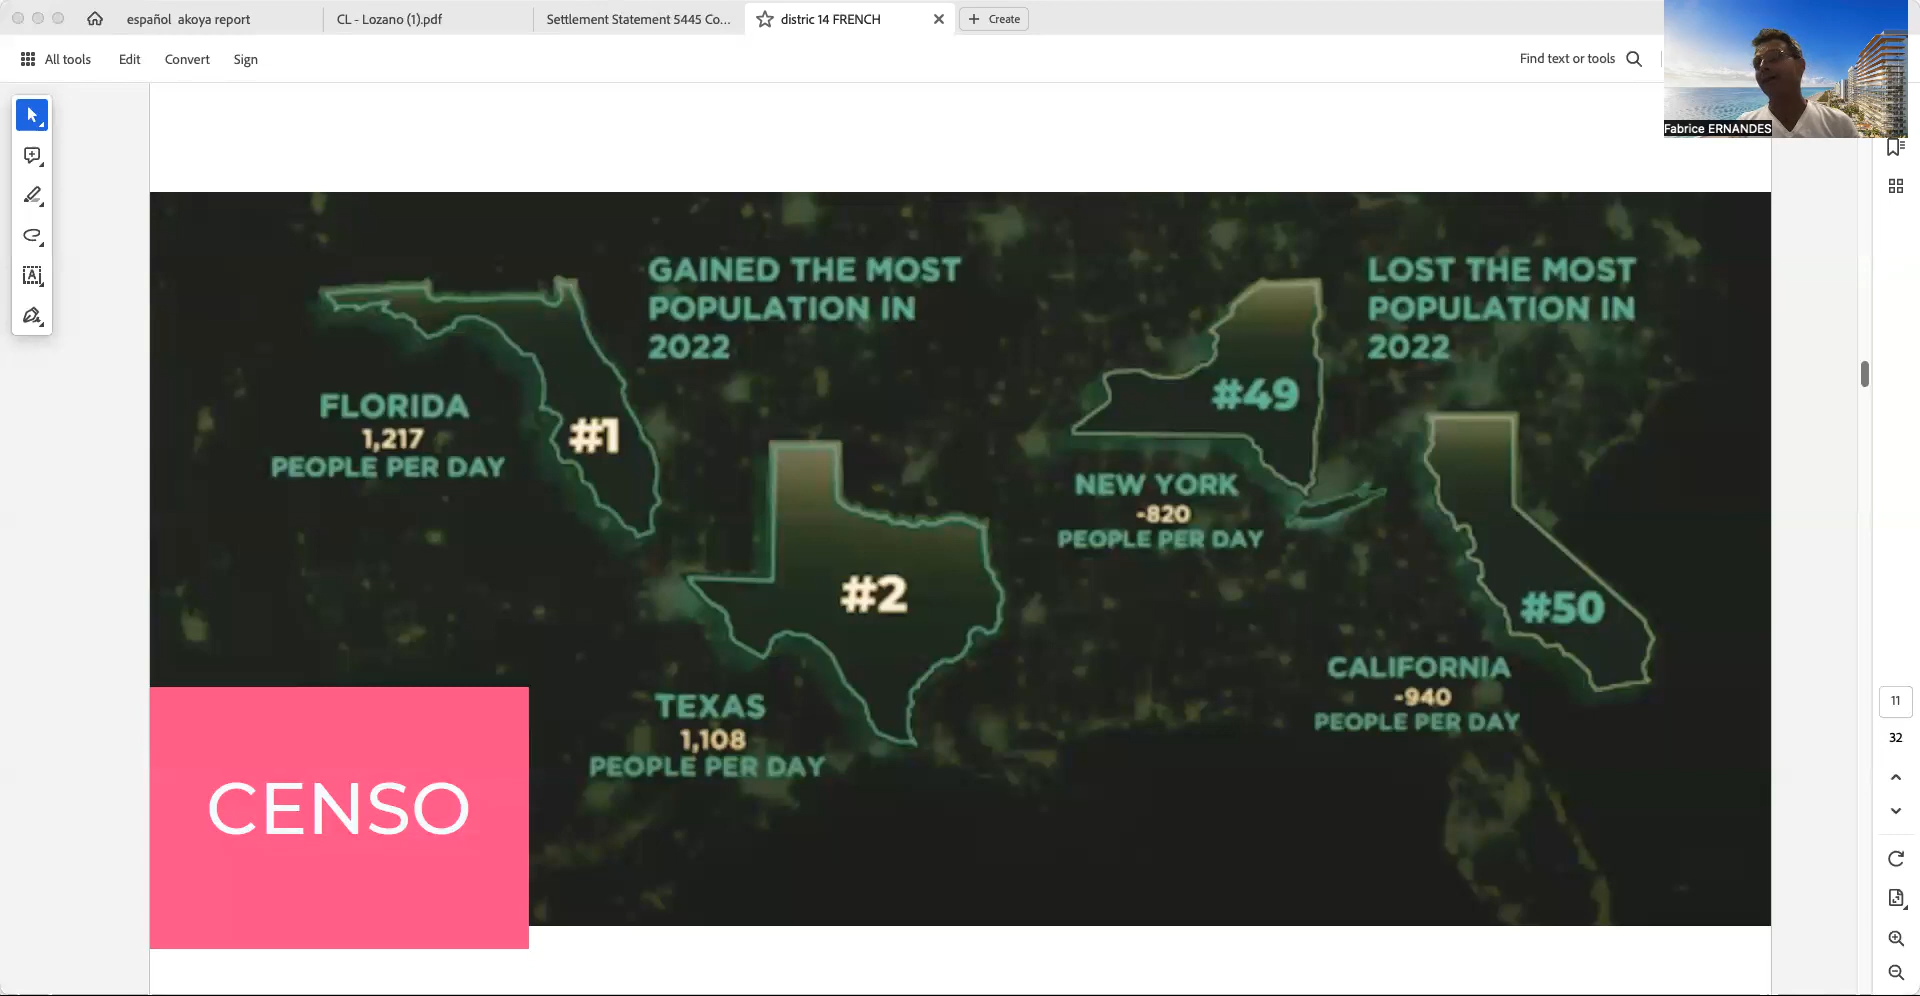 español  akoya report
CL - Lozano (1).pdf
Settlement Statement 5445 Co...
distric 14 FRENCH
Create
All tools
Edit
Convert
Sign
Find text or tools
Fabrice ERNANDES
GAINED THE MOST
POPULATION IN
2022
FLORIDA
1,217
PEOPLE PER DAY
#1
#2
TEXAS
1,108
PEOPLE PER DAY
LOST THE MOST
POPULATION IN
2022
#49
NEW YORK
-820
PEOPLE PER DAY
#50
CALIFORNIA
-940
PEOPLE PER DAY
CENSO
11
32